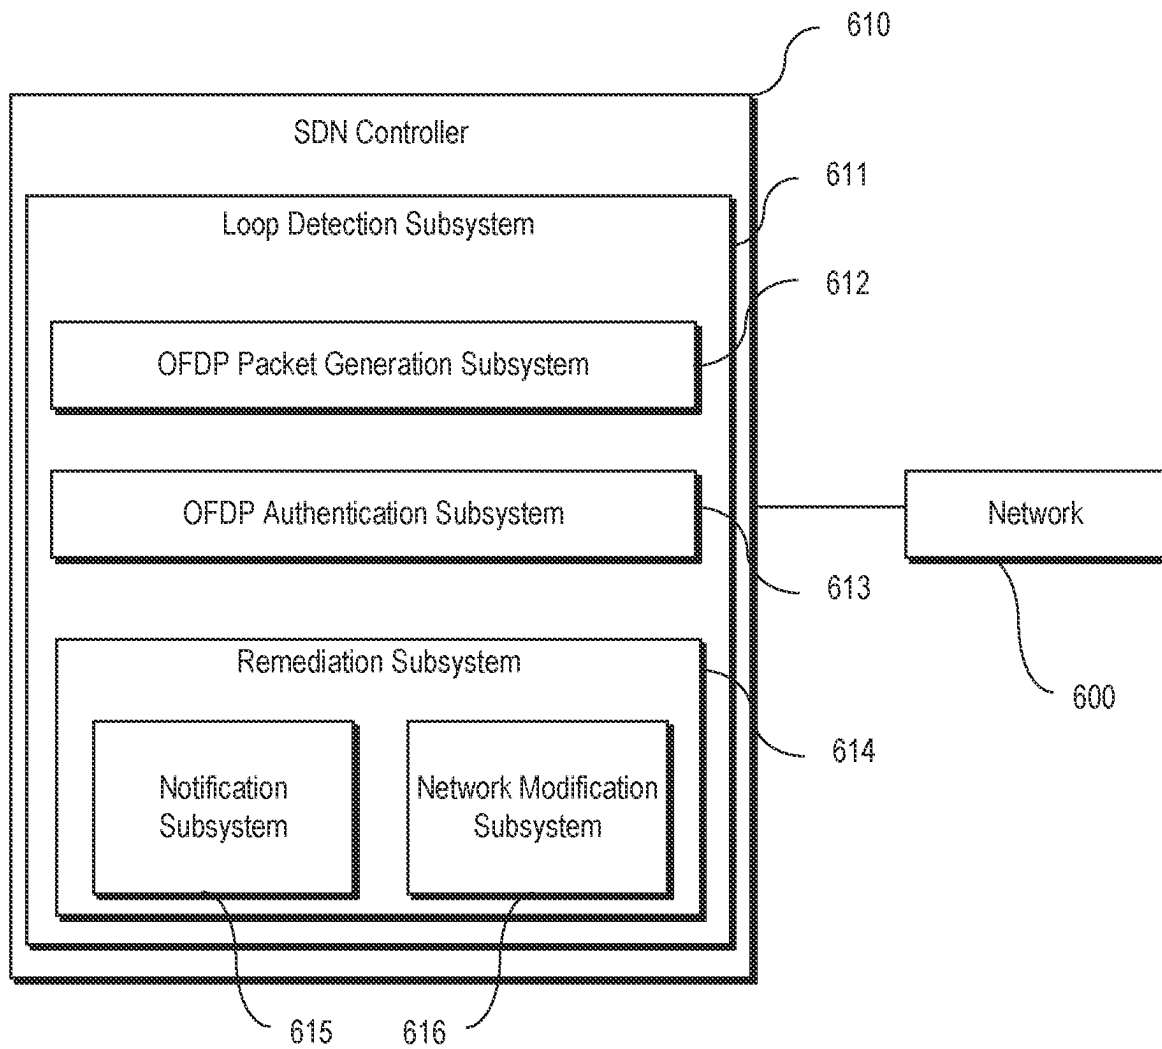 610
SDN Controller
611
Loop Detection Subsystem
612
OFDP Packet Generation Subsystem
OFDP Authentication Subsystem
Network
613
Remediation Subsystem
600
614
Notification
Subsystem
Network Modification
Subsystem
615
616